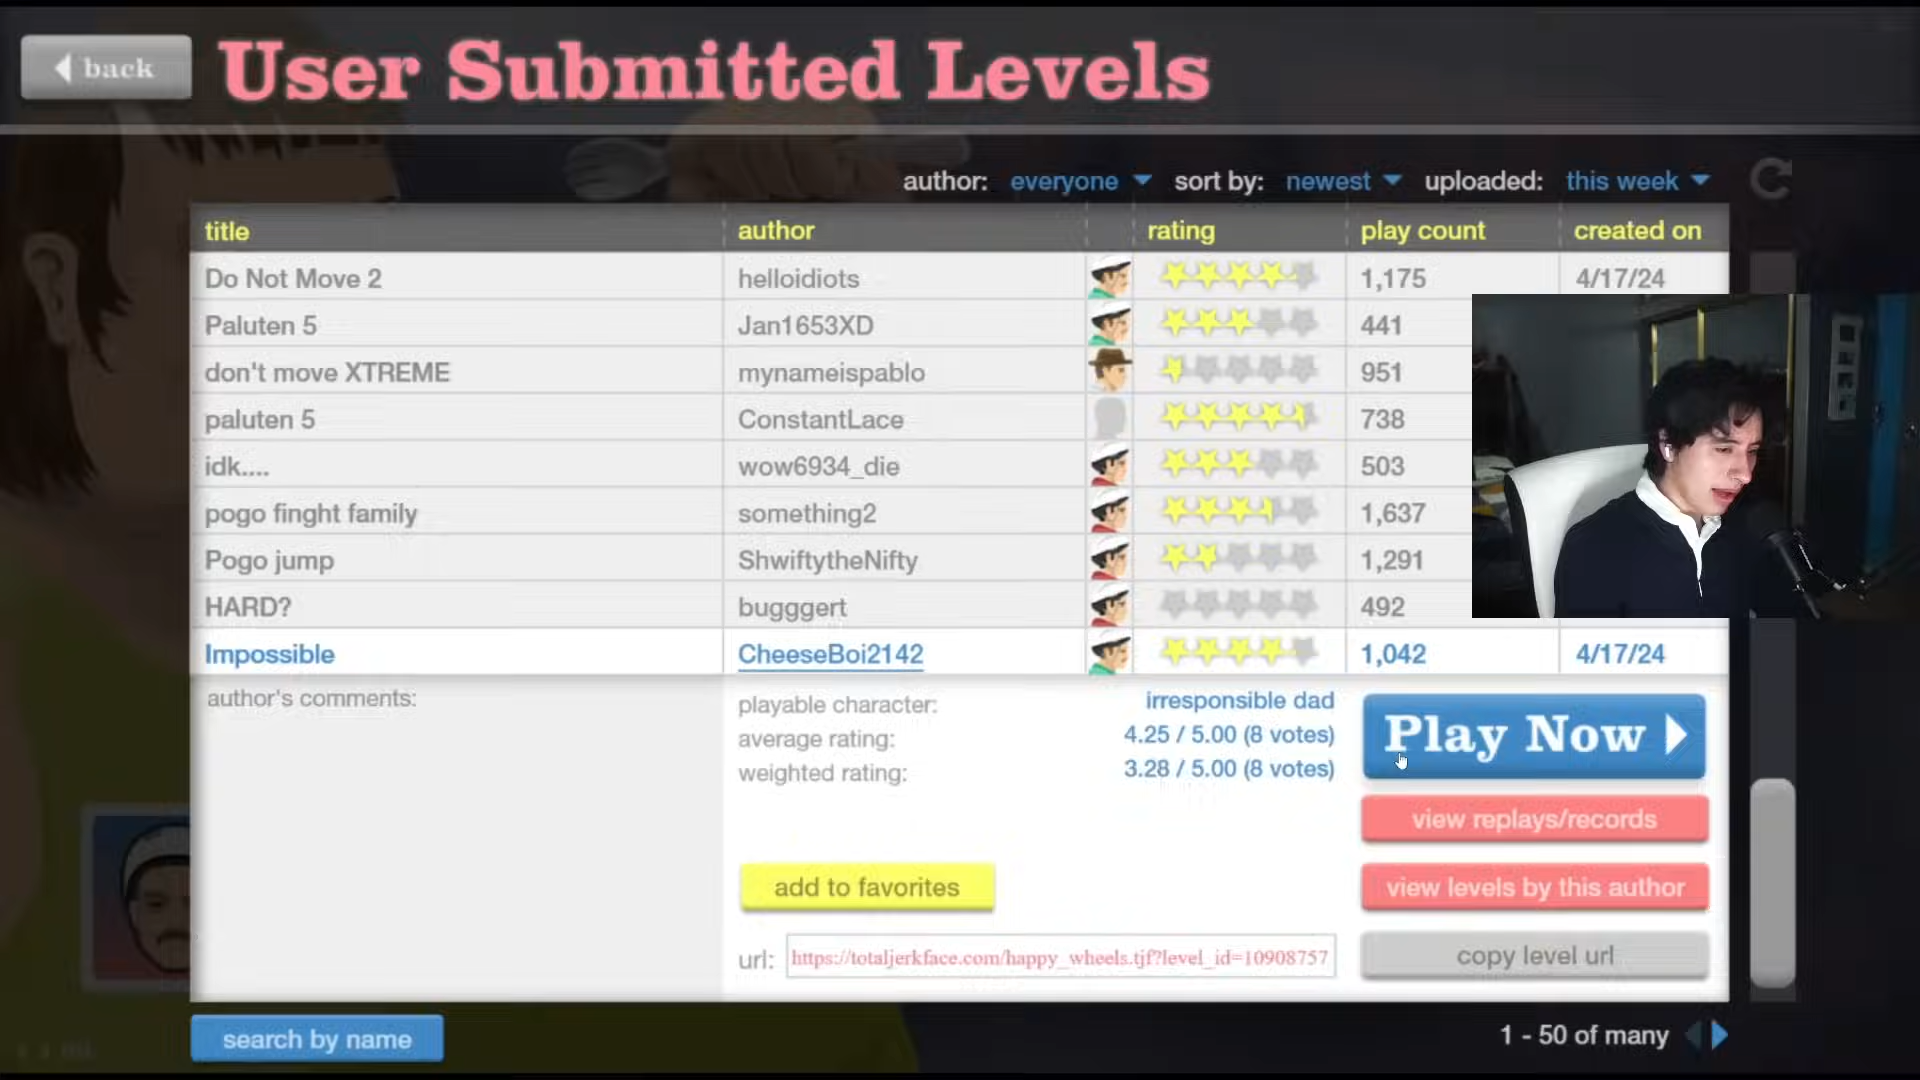 back
User Submitted Levels
author: everyone sort by: newest uploaded: this week
title author rating play count created on
Do Not Move 2 helloidiots 1,175 4/17/24
Paluten 5 Jan1653XD 441
don't move XTREME mynameispablo 951
paluten 5 ConstantLace 738
idk.... wow6934_die 503
pogo finght family something2 1,637
Pogo jump ShwiftytheNifty 1,291
HARD? bugggert 492
Impossible CheeseBoi2142 1,042 4/17/24
author's comments:
playable character: irresponsible dad
average rating: 4.25 / 5.00 (8 votes)
weighted rating: 3.28 / 5.00 (8 votes)
Play Now
view replays/records
add to favorites
view levels by this author
url: https://totaljerkface.com/happy_wheels.tjf?level_id=10908757
copy level url
search by name
1 - 50 of many